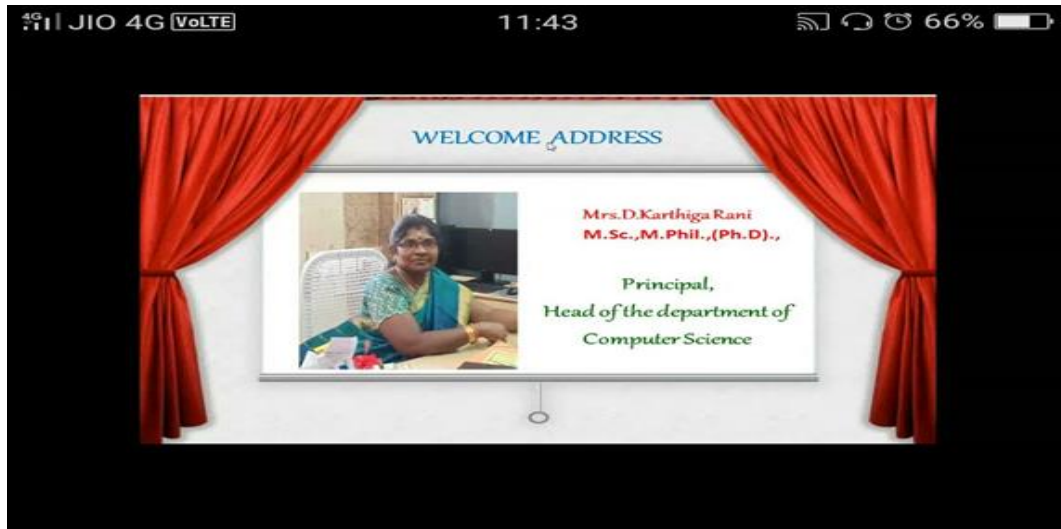 4G JIO 4G VoLTE 11:43 66%
WELCOME ADDRESS
Mrs.D.Karthiga Rani
M.Sc.,M.Phil.,(Ph.D).,
Principal,
Head of the department of
Computer Science